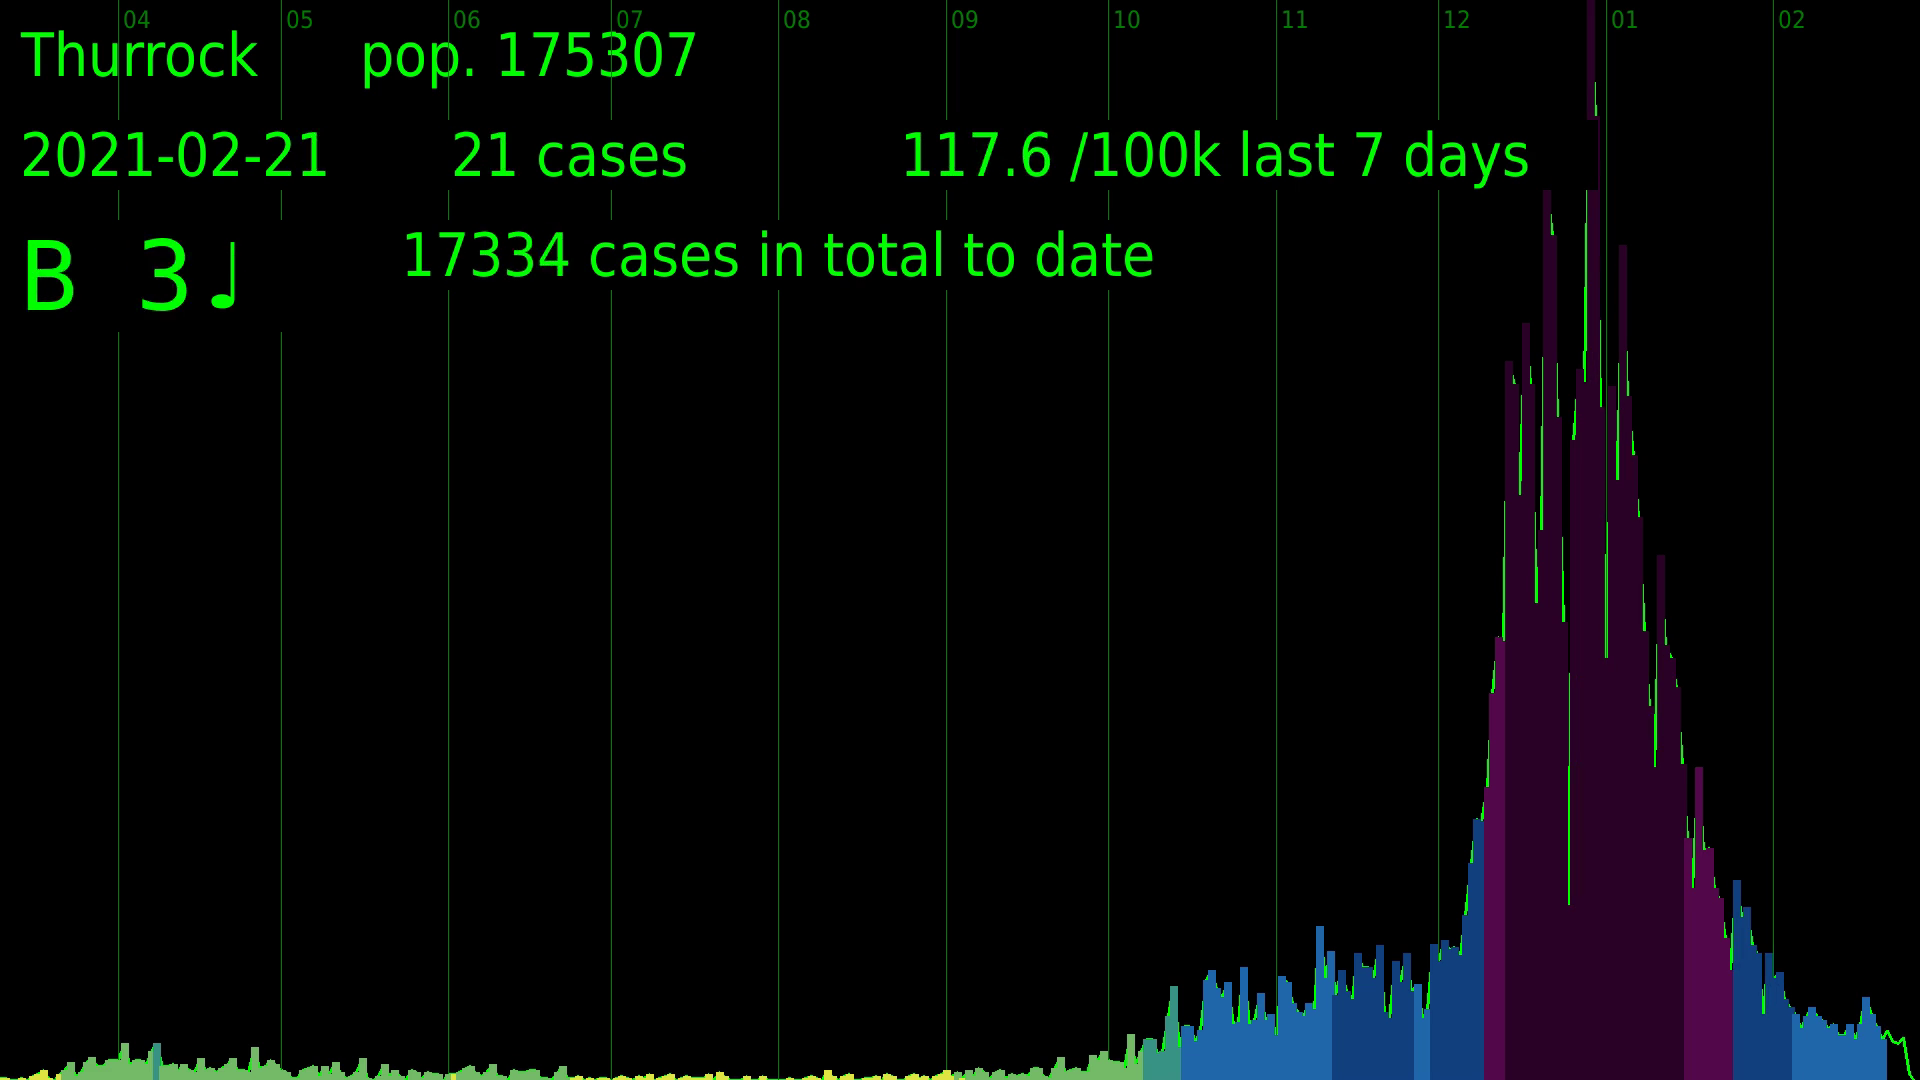 04 05 06 07 08 09 10 11 12 01 02
Thurrock pop. 175307
2021-02-21 21 cases 117.6 /100k last 7 days
B 3♩ 17334 cases in total to date